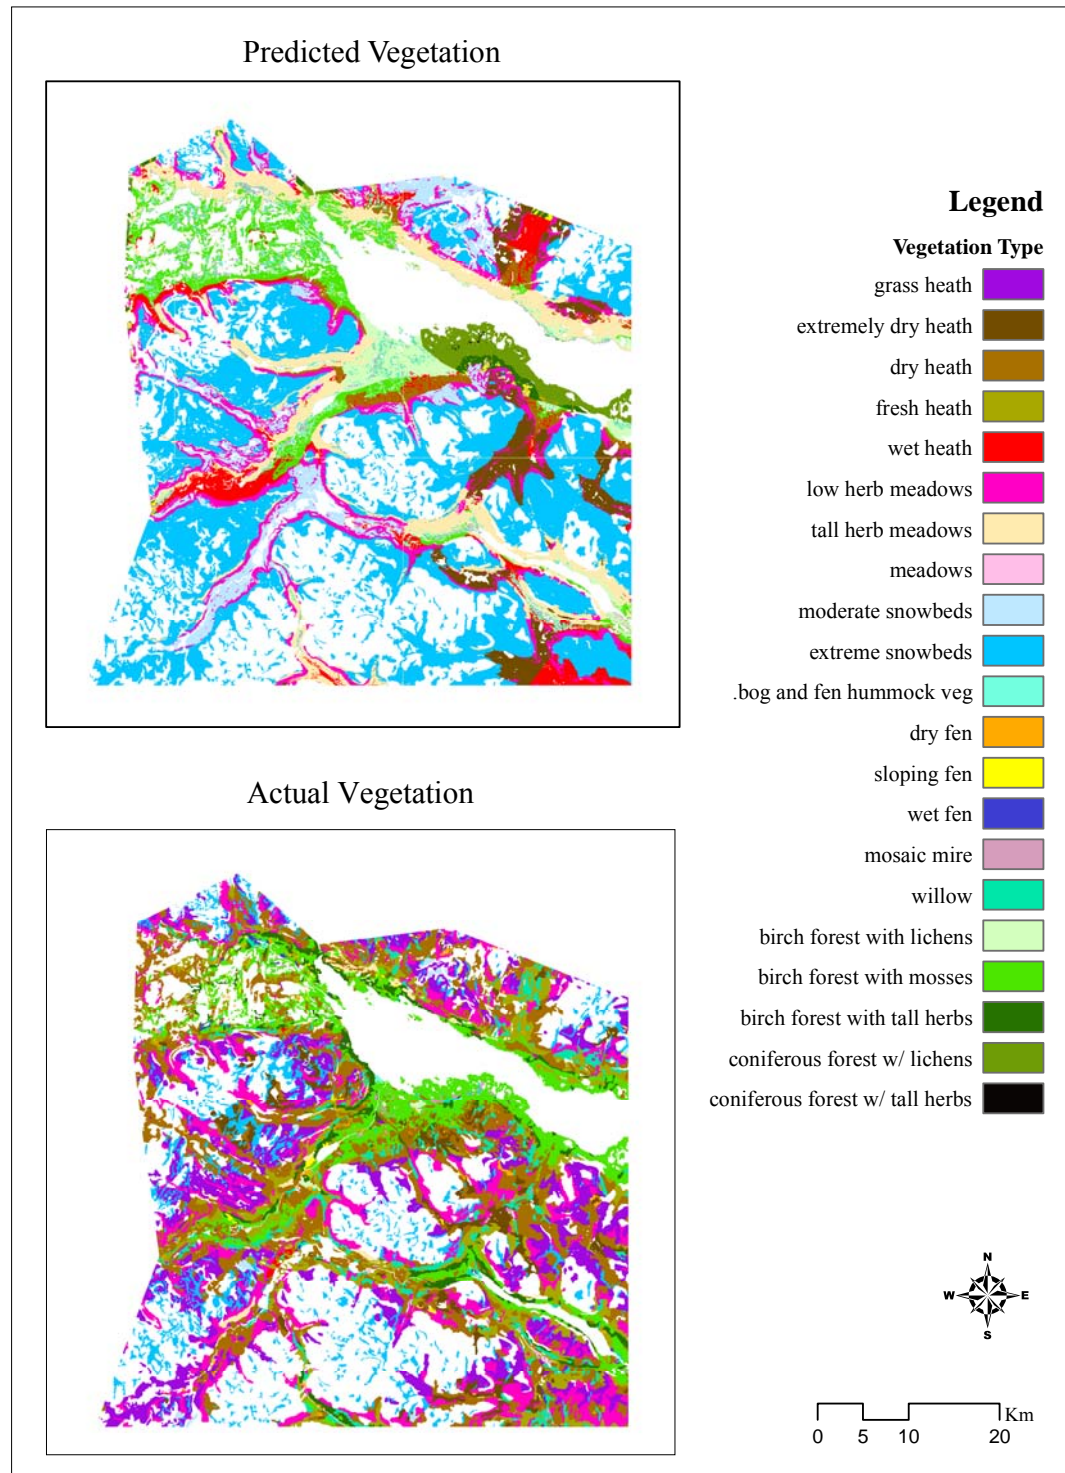 Predicted Vegetation
Legend
Vegetation Type
grass heath
extremely dry heath
dry heath
fresh heath
wet heath
low herb meadows
tall herb meadows
meadows
moderate snowbeds
extreme snowbeds
.bog and fen hummock veg
dry fen
sloping fen
wet fen
mosaic mire
willow
birch forest with lichens
birch forest with mosses
birch forest with tall herbs
coniferous forest w/ lichens
coniferous forest w/ tall herbs
Actual Vegetation
N
W E
S
Km
0 5 10 20